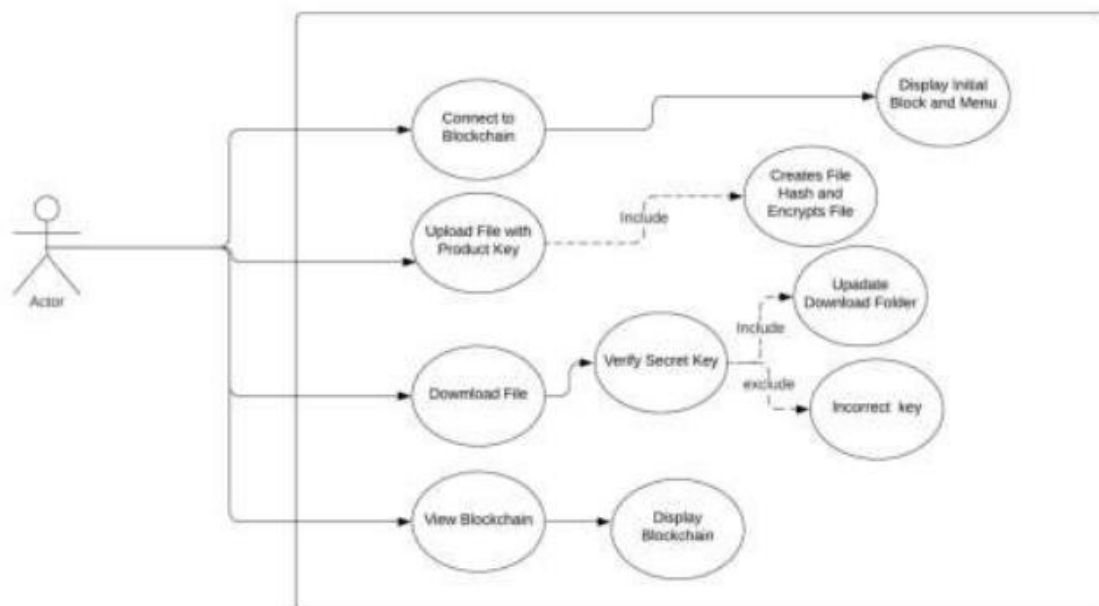 Display Initial
Block and Menu
Connect to
Blockchain
Creates File
Hash and
Encrypts File
Include
Upload File with
Product Key
Actor
Upadate
Download Folder
Include
Verify Secret Key
exclude
Dowmload File
Incorrect key
View Blockchain
Display
Blockchain